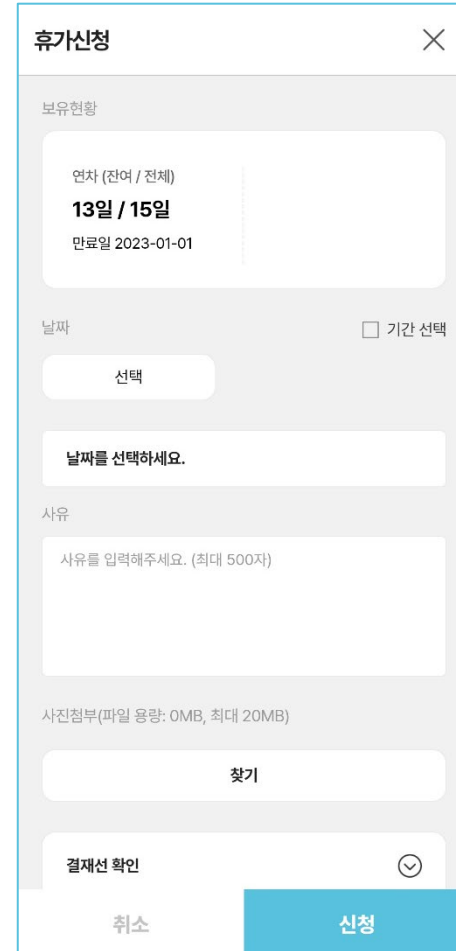 휴가신청
보유현황
연차 (잔여 / 전체)
13일 / 15일
만료일 2023-01-01
날짜
기간 선택
선택
날짜를 선택하세요.
사유
사유를 입력해주세요. (최대 500자)
사진첨부(파일 용량: 0MB, 최대 20MB)
찾기
결재선 확인
취소
신청